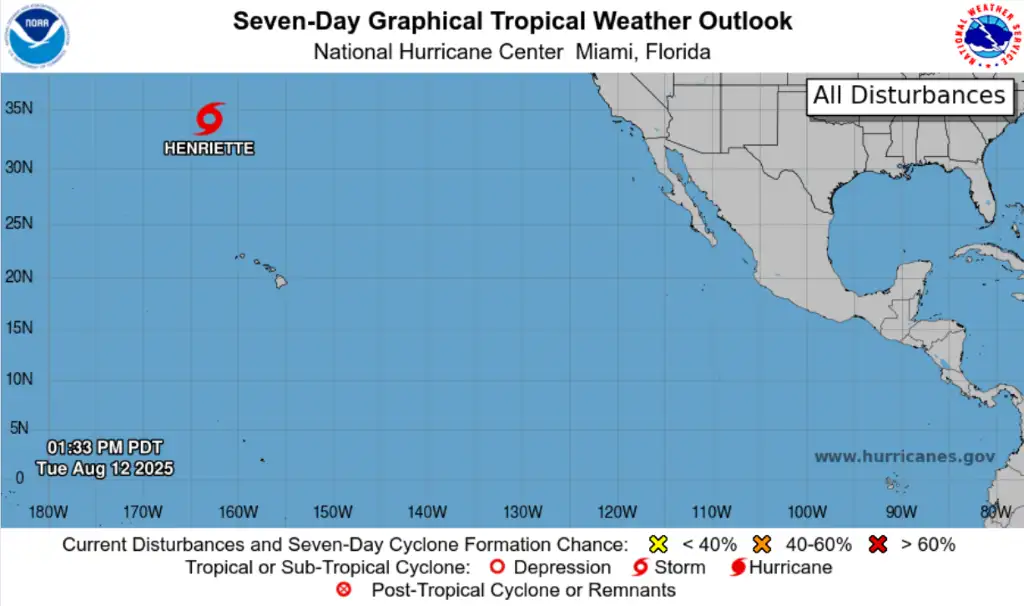 Seven-Day Graphical Tropical Weather Outlook
National Hurricane Center Miami, Florida
NOAA
NATIONAL WEATHER SERVICE
All Disturbances
35N
HENRIETTE
30N
25N
20N
15N
10N
5N
01:33 PM PDT
Tue Aug 12 2025
www.hurricanes.gov
0
180W 170W 160W 150W 140W 130W 120W 110W 100W 90W 80W
Current Disturbances and Seven-Day Cyclone Formation Chance: < 40% 40-60% > 60%
Tropical or Sub-Tropical Cyclone: Depression Storm Hurricane
Post-Tropical Cyclone or Remnants